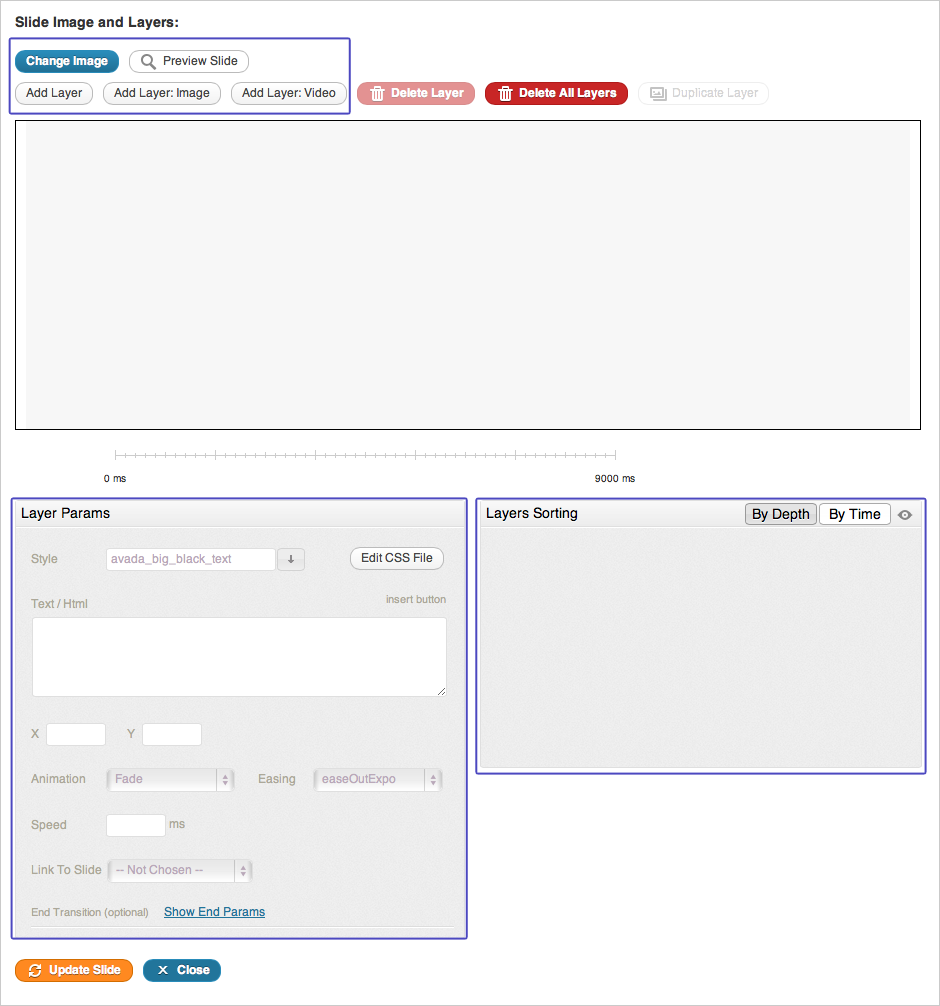 Slide Image and Layers:
Change Image Preview Slide
Add Layer Add Layer: Image Add Layer: Video Delete Layer Delete All Layers Duplicate Layer
0 ms 9000 ms
Layer Params
Style avada_big_black_text Edit CSS File
insert button
Text / Html
X Y
Animation Fade Easing easeOutExpo
Speed ms
Link To Slide -- Not Chosen --
End Transition (optional) Show End Params
Layers Sorting By Depth By Time
Update Slide X Close